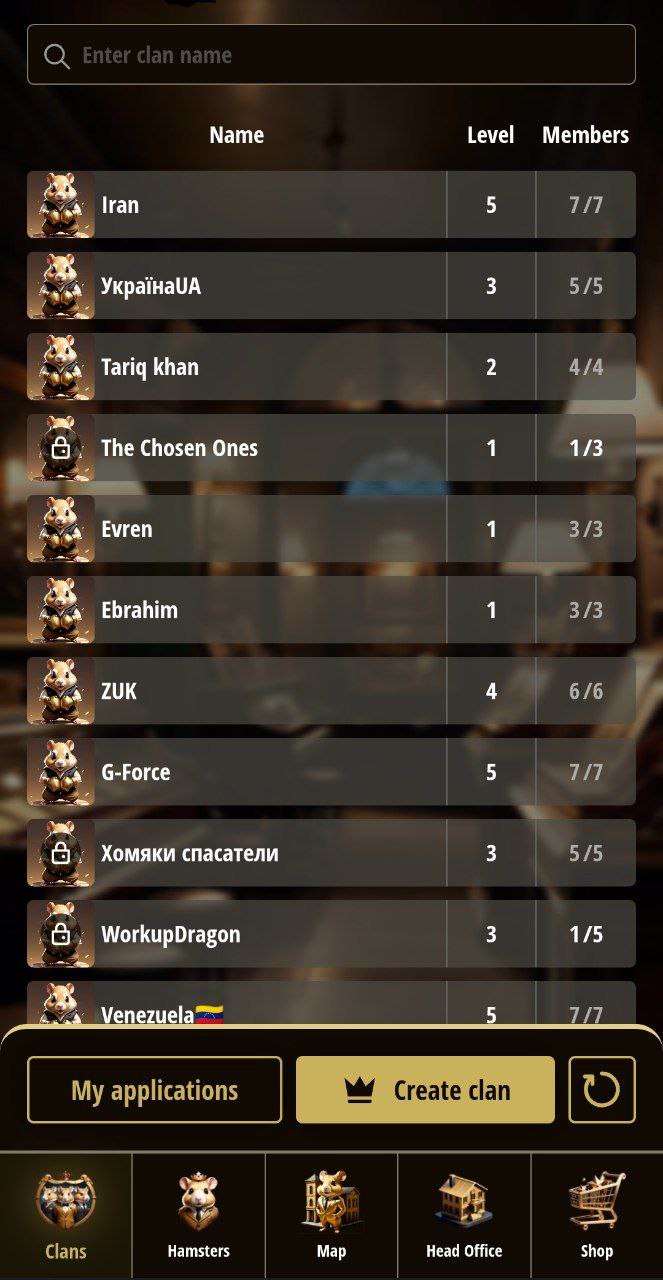 Enter clan name
Name Level Members
Iran 5 7/7
УкраїнаUA 3 5/5
Tariq khan 2 4/4
The Chosen Ones 1 1/3
Evren 1 3/3
Ebrahim 1 3/3
ZUK 4 6/6
G-Force 5 7/7
Хомяки спасатели 3 5/5
WorkupDragon 3 1/5
Venezuela🇻🇪 5 7/7
My applications Create clan
Clans Hamsters Map Head Office Shop